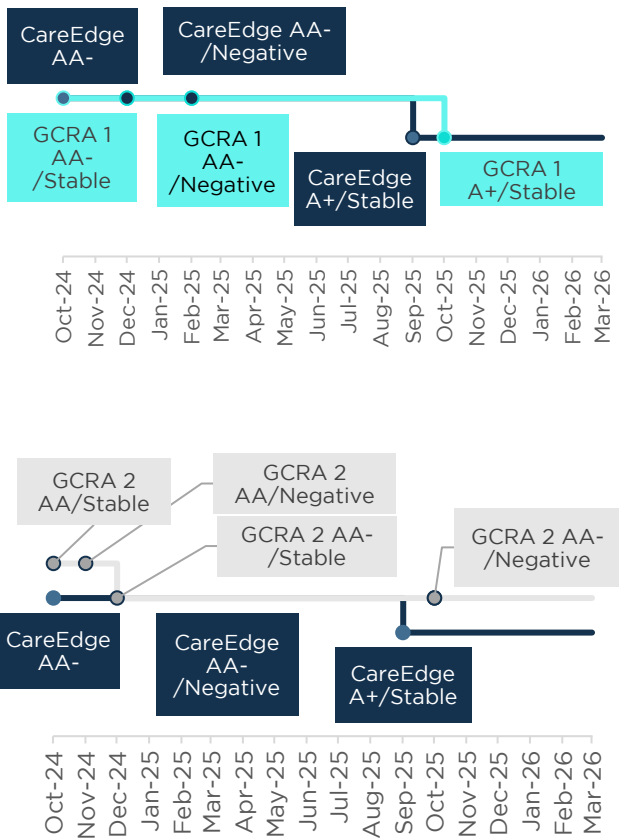 CareEdge
AA-
CareEdge AA-
/Negative
GCRA 1
AA-
/Stable
GCRA 1
AA-
/Negative
CareEdge
A+/Stable
GCRA 1
A+/Stable
Oct-24
Nov-24
Dec-24
Jan-25
Feb-25
Mar-25
Apr-25
May-25
Jun-25
Jul-25
Aug-25
Sep-25
Oct-25
Nov-25
Dec-25
Jan-26
Feb-26
Mar-26
GCRA 2
AA/Stable
GCRA 2
AA/Negative
GCRA 2 AA-
/Stable
GCRA 2 AA-
/Negative
CareEdge
AA-
CareEdge
AA-
/Negative
CareEdge
A+/Stable
Oct-24
Nov-24
Dec-24
Jan-25
Feb-25
Mar-25
Apr-25
May-25
Jun-25
Jul-25
Aug-25
Sep-25
Oct-25
Nov-25
Dec-25
Jan-26
Feb-26
Mar-26